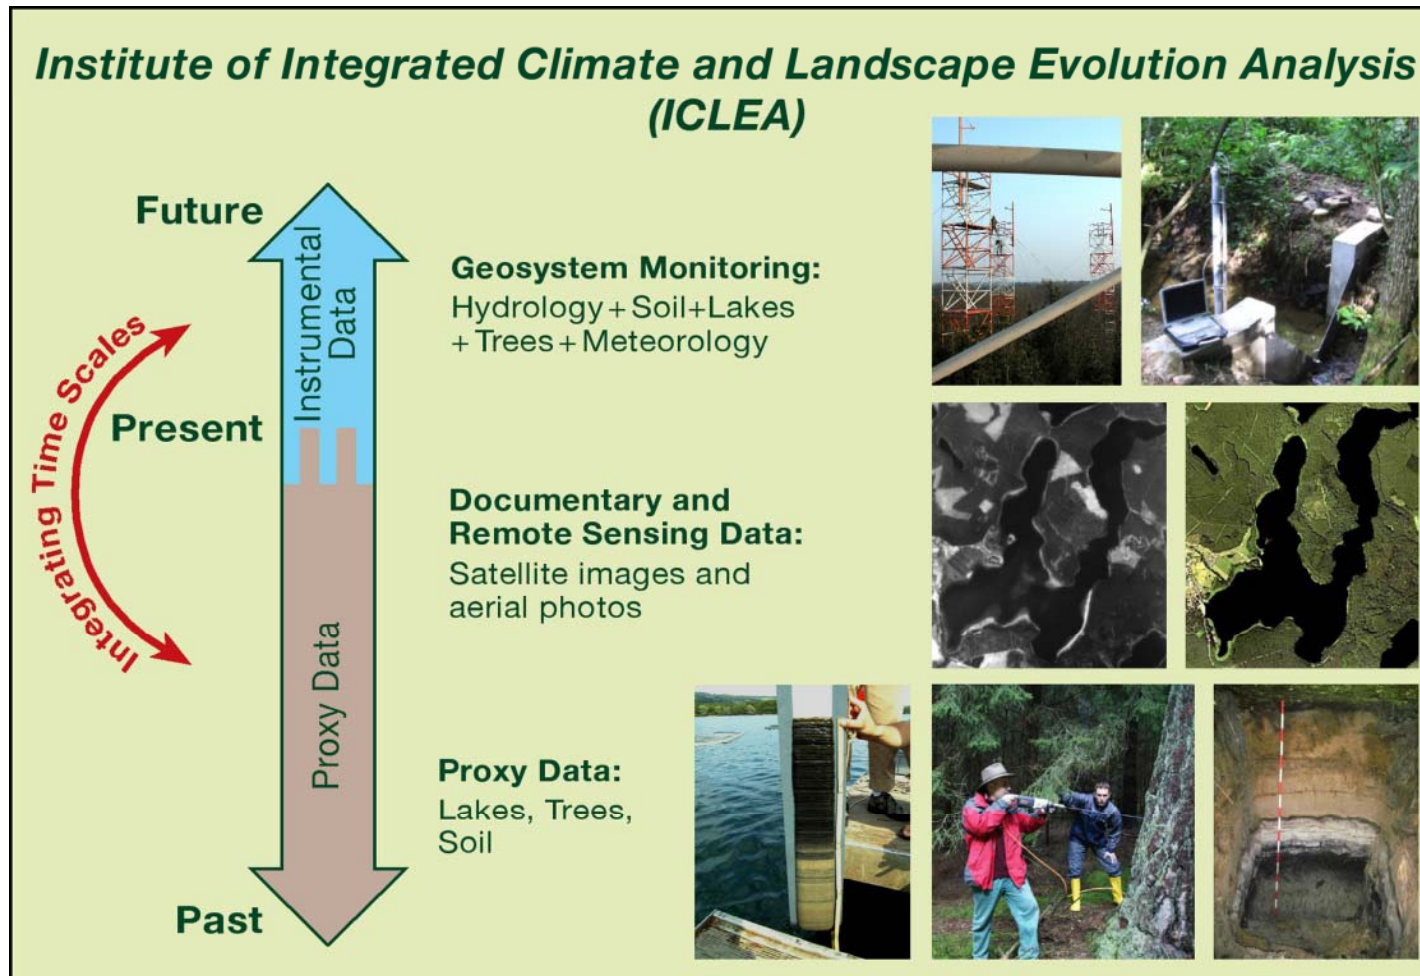 Institute of Integrated Climate and Landscape Evolution Analysis
(ICLEA)
Future
Instrumental
Data
Geosystem Monitoring:
Hydrology + Soil+Lakes
+ Trees + Meteorology
Integrating Time Scales
Present
Documentary and
Remote Sensing Data:
Satellite images and
aerial photos
Proxy Data
Proxy Data:
Lakes, Trees,
Soil
Past